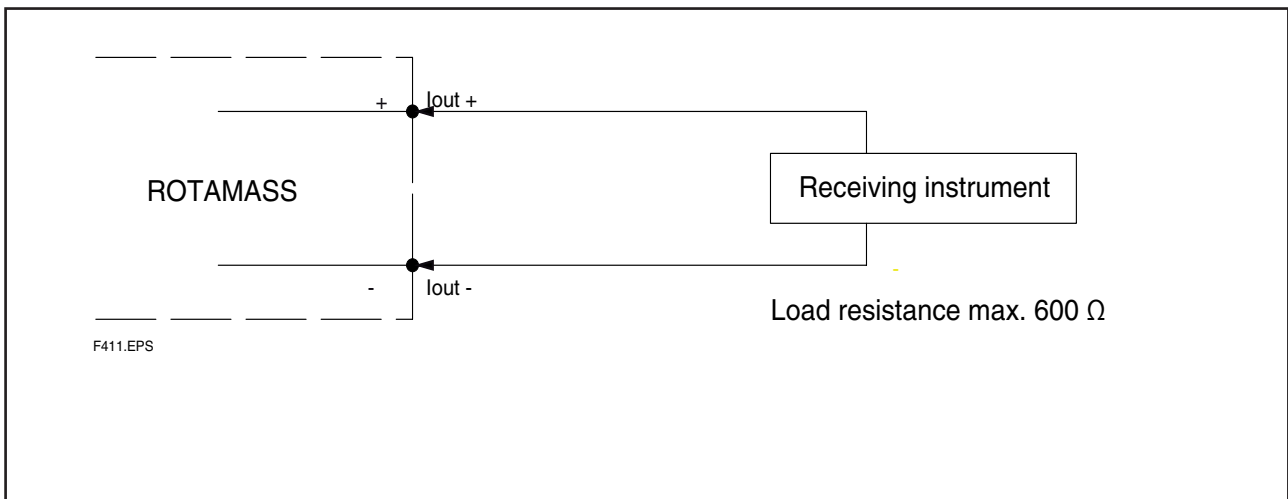 + Iout +
ROTAMASS
Receiving instrument
- Iout -
-
Load resistance max. 600 Ω
F411.EPS